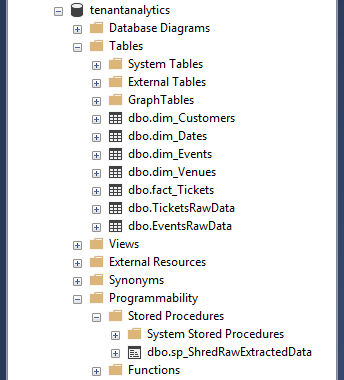 tenantanalytics
Database Diagrams
Tables
System Tables
External Tables
GraphTables
dbo.dim_Customers
dbo.dim_Dates
dbo.dim_Events
dbo.dim_Venues
dbo.fact_Tickets
dbo.TicketsRawData
dbo.EventsRawData
Views
External Resources
Synonyms
Programmability
Stored Procedures
System Stored Procedures
dbo.sp_ShredRawExtractedData
Functions